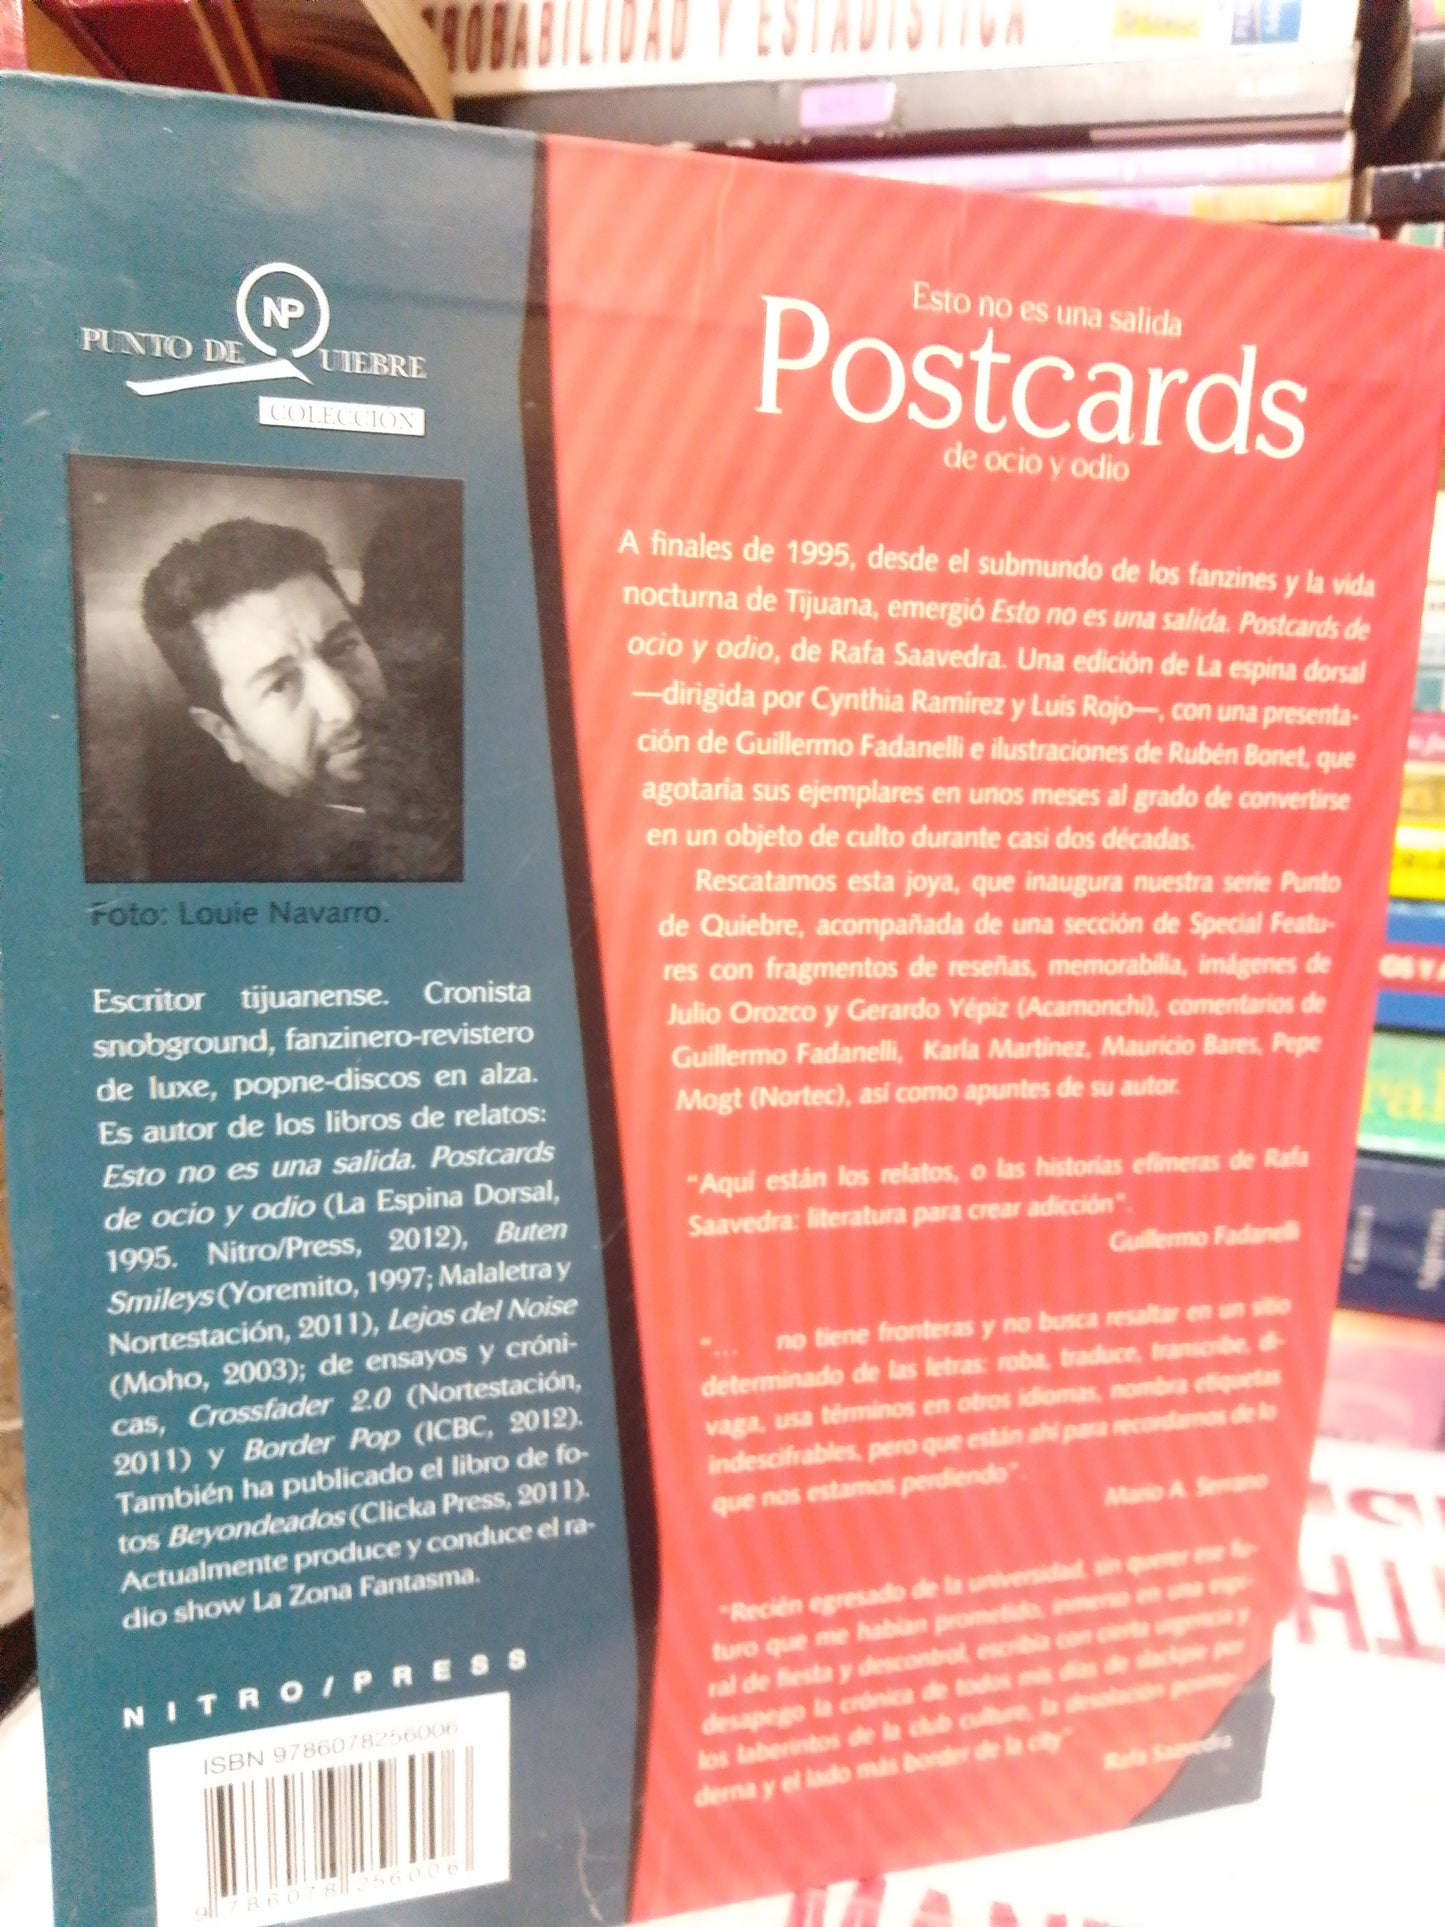 PROBABILIDAD Y ESTADÍSTICA
NP
PUNTO DE QUIEBRE
COLECCIÓN
Foto: Louie Navarro.
Escritor tijuanense. Cronista
snobground, fanzinero-revistero
de luxe, popne-discos en alza.
Es autor de los libros de relatos:
Esto no es una salida. Postcards
de ocio y odio (La Espina Dorsal,
1995. Nitro/Press, 2012), Buten
Smileys (Yoremito, 1997; Malaletra y
Nortestación, 2011), Lejos del Noise
(Moho, 2003); de ensayos y cróni-
cas, Crossfader 2.0 (Nortestación,
2011) y Border Pop (ICBC, 2012).
También ha publicado el libro de fo-
tos Beyondeados (Clicka Press, 2011).
Actualmente produce y conduce el ra-
dio show La Zona Fantasma.
NITRO/PRESS
ISBN 9786078256006
9 786078 256006
Esto no es una salida
Postcards
de ocio y odio
A finales de 1995, desde el submundo de los fanzines y la vida
nocturna de Tijuana, emergió Esto no es una salida. Postcards de
ocio y odio, de Rafa Saavedra. Una edición de La espina dorsal
—dirigida por Cynthia Ramírez y Luis Rojo—, con una presenta-
ción de Guillermo Fadanelli e ilustraciones de Rubén Bonet, que
agotaría sus ejemplares en unos meses al grado de convertirse
en un objeto de culto durante casi dos décadas.
Rescatamos esta joya, que inaugura nuestra serie Punto
de Quiebre, acompañada de una sección de Special Featu-
res con fragmentos de reseñas, memorabilia, imágenes de
Julio Orozco y Gerardo Yépiz (Acamonchi), comentarios de
Guillermo Fadanelli, Karla Martínez, Mauricio Bares, Pepe
Mogt (Nortec), así como apuntes de su autor.
"Aquí están los relatos, o las historias efímeras de Rafa
Saavedra: literatura para crear adicción".
Guillermo Fadanelli
"... no tiene fronteras y no busca resaltar en un sitio
determinado de las letras: roba, traduce, transcribe, di-
vaga, usa términos en otros idiomas, nombra etiquetas
indescifrables, pero que están ahí para recordarnos de lo
que nos estamos perdiendo".
Mario A. Serrano
"Recién egresado de la universidad, sin querer ese fu-
turo que me habían prometido, inmerso en una espi-
ral de fiesta y descontrol, escribía con cierta urgencia y
desapego la crónica de todos mis días de slackpie por
los laberintos de la club culture, la desolación posmo-
derna y el lado más border de la city"
Rafa Saavedra